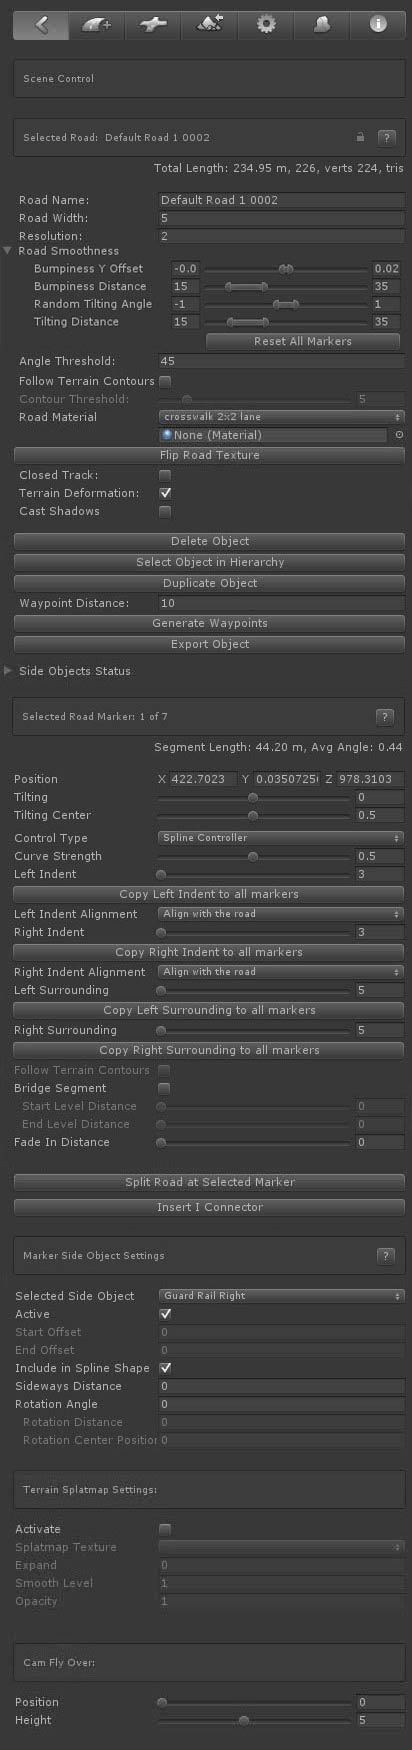 Scene Control
Selected Road: Default Road 1 0002 ?
Total Length: 234.95 m, 226, verts 224, tris
Road Name: Default Road 1 0002
Road Width: 5
Resolution: 2
Road Smoothness
Bumpiness Y Offset -0.0 0.02
Bumpiness Distance 15 35
Random Tilting Angle -1 1
Tilting Distance 15 35
Reset All Markers
Angle Threshold: 45
Follow Terrain Contours
Contour Threshold: 5
Road Material crosswalk 2x2 lane
None (Material)
Flip Road Texture
Closed Track:
Terrain Deformation:
Cast Shadows
Delete Object
Select Object in Hierarchy
Duplicate Object
Waypoint Distance: 10
Generate Waypoints
Export Object
Side Objects Status
Selected Road Marker: 1 of 7 ?
Segment Length: 44.20 m, Avg Angle: 0.44
Position X 422.7023 Y 0.0350725 Z 978.3103
Tilting 0
Tilting Center 0.5
Control Type Spline Controller
Curve Strength 0.5
Left Indent 3
Copy Left Indent to all markers
Left Indent Alignment Align with the road
Right Indent 3
Copy Right Indent to all markers
Right Indent Alignment Align with the road
Left Surrounding 5
Copy Left Surrounding to all markers
Right Surrounding 5
Copy Right Surrounding to all markers
Follow Terrain Contours
Bridge Segment
Start Level Distance 0
End Level Distance 0
Fade In Distance 0
Split Road at Selected Marker
Insert I Connector
Marker Side Object Settings ?
Selected Side Object Guard Rail Right
Active
Start Offset 0
End Offset 0
Include in Spline Shape
Sideways Distance 0
Rotation Angle 0
Rotation Distance 0
Rotation Center Position 0
Terrain Splatmap Settings:
Activate
Splatmap Texture
Expand 0
Smooth Level 1
Opacity 1
Cam Fly Over:
Position 0
Height 5